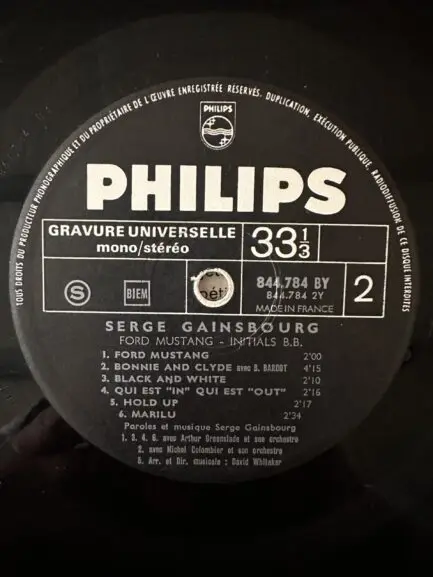 TOUS DROITS DU PRODUCTEUR PHONOGRAPHIQUE ET DU PROPRIÉTAIRE DE L'ŒUVRE ENREGISTRÉE RÉSERVÉS. DUPLICATION, EXÉCUTION PUBLIQUE, RADIODIFFUSION DE CE DISQUE INTERDITES
PHILIPS
PHILIPS
GRAVURE UNIVERSELLE
mono/stéréo
33 1/3
S
BIEM
844.784 BY
844.784 2Y
MADE IN FRANCE
2
SERGE GAINSBOURG
FORD MUSTANG - INITIALS B.B.
1. FORD MUSTANG 2'00
2. BONNIE AND CLYDE avec B. BARDOT 4'15
3. BLACK AND WHITE 2'10
4. QUI EST "IN" QUI EST "OUT" 2'16
5. HOLD UP 2'17
6. MARILU 2'34
Paroles et musique Serge Gainsbourg
1. 3. 4. 6. avec Arthur Greenslade et son orchestre
2. avec Michel Colombier et son orchestre
5. Arr. et Dir. musicale : David Whitaker